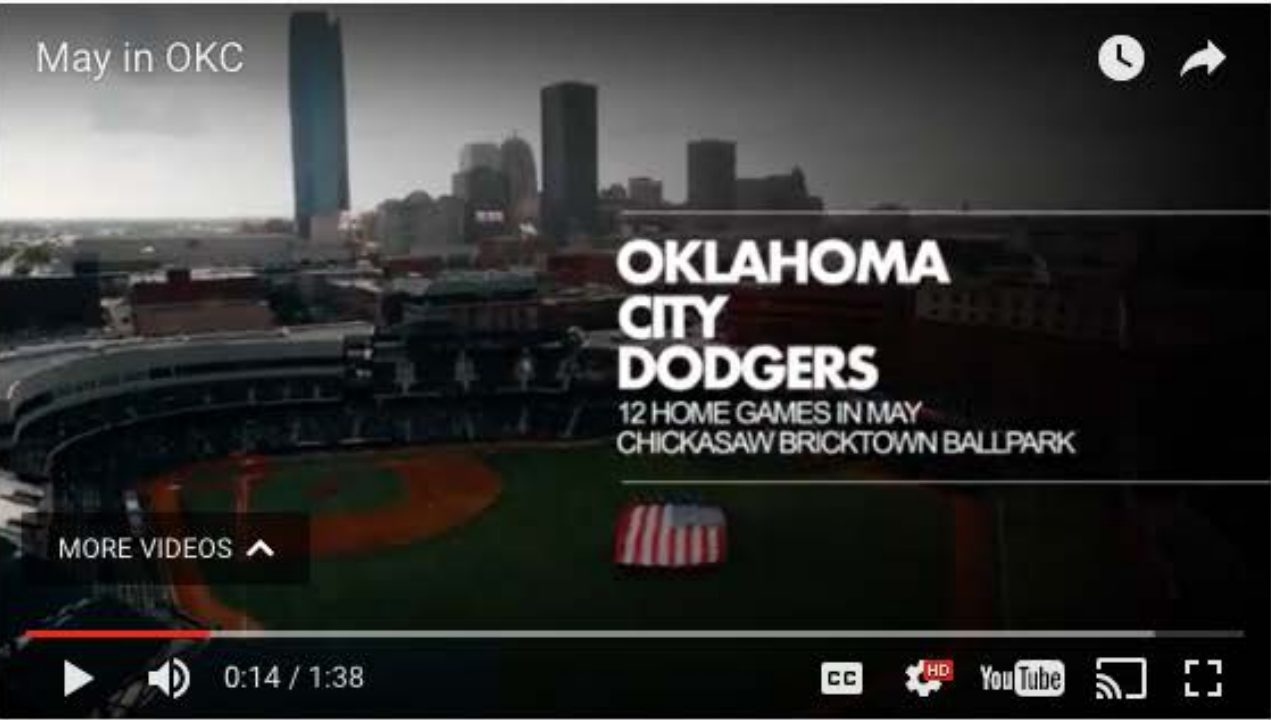 May in OKC
OKLAHOMA
CITY
DODGERS
12 HOME GAMES IN MAY
CHICKASAW BRICKTOWN BALLPARK
MORE VIDEOS
0:14 / 1:38
CC
HD
YouTube